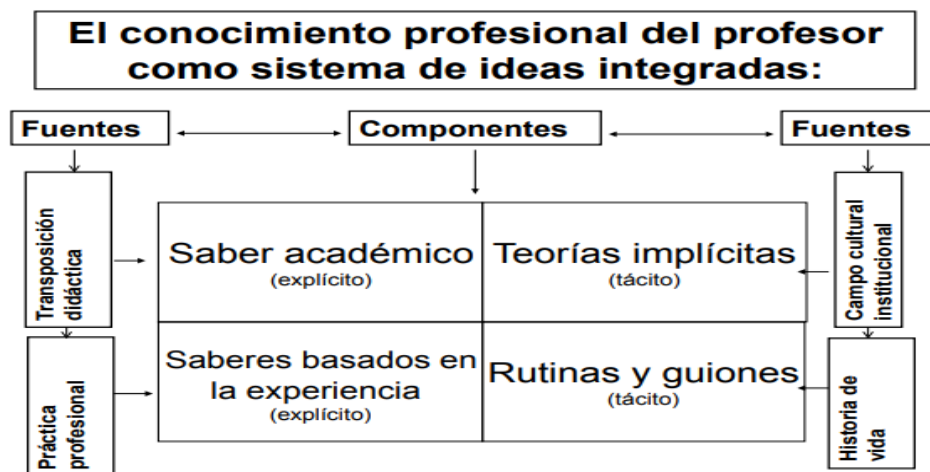 El conocimiento profesional del profesor
como sistema de ideas integradas:
Fuentes
Componentes
Fuentes
Transposición
didáctica
Saber académico
(explícito)
Teorías implícitas
(tácito)
Campo cultural
institucional
Práctica
profesional
Saberes basados en
la experiencia
(explícito)
Rutinas y guiones
(tácito)
Historia de
vida